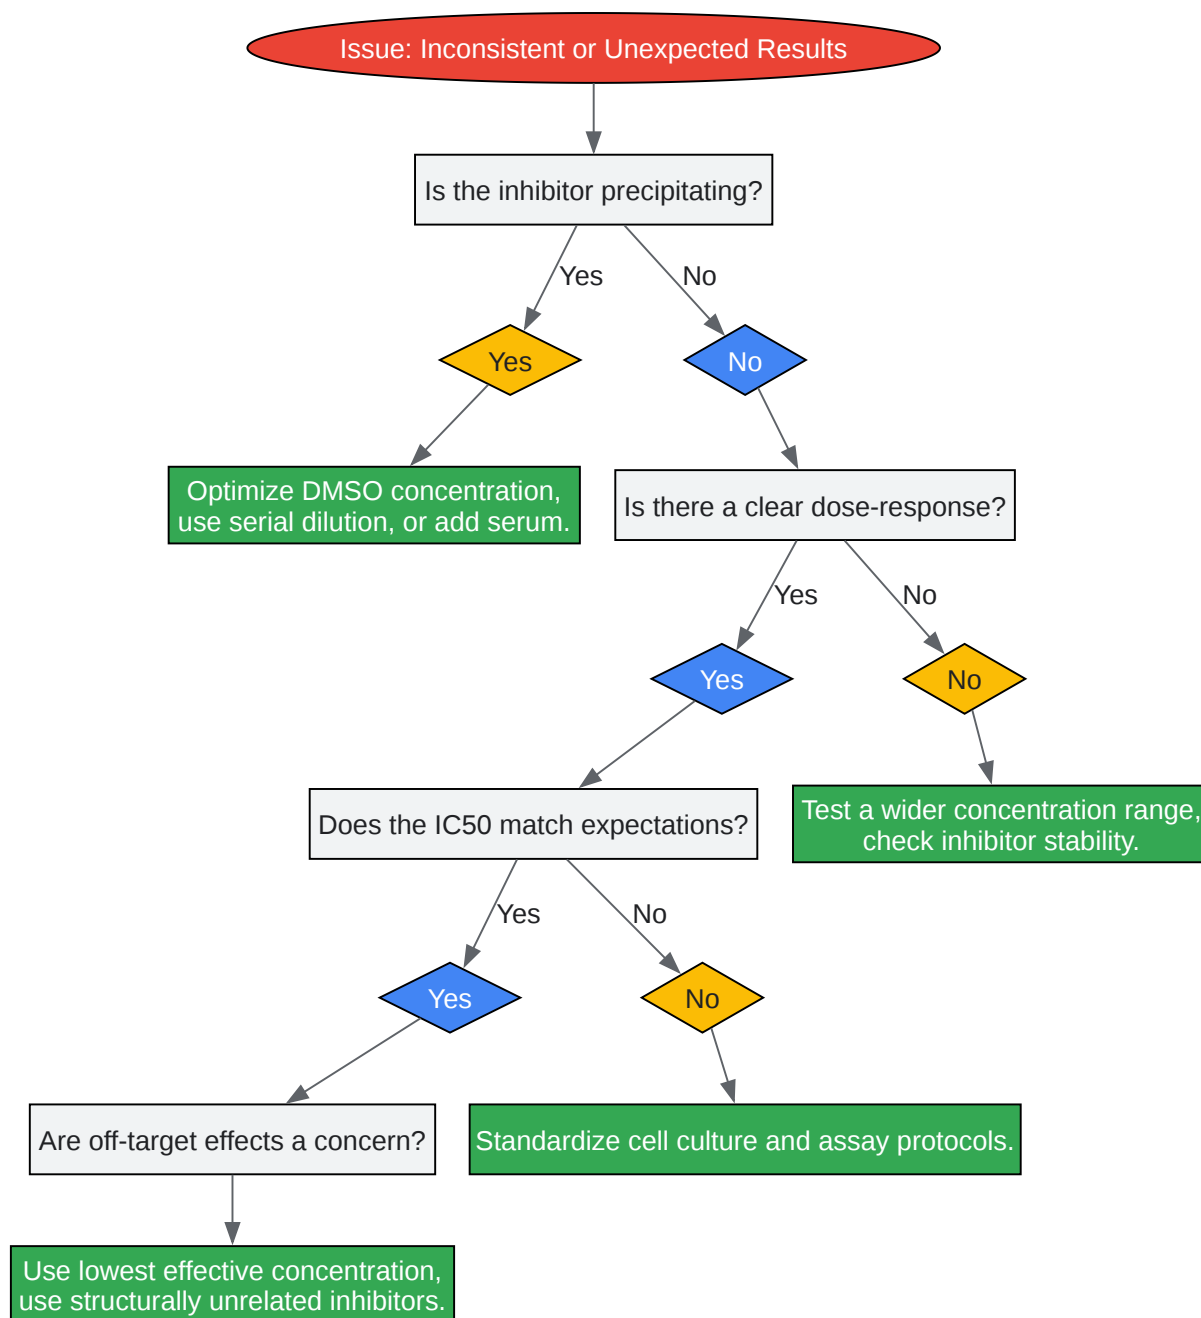 Issue: Inconsistent or Unexpected Results
Is the inhibitor precipitating?
Yes
No
Yes
No
Optimize DMSO concentration,
use serial dilution, or add serum.
Is there a clear dose-response?
Yes
No
Yes
No
Does the IC50 match expectations?
Test a wider concentration range,
check inhibitor stability.
Yes
No
Yes
No
Are off-target effects a concern?
Standardize cell culture and assay protocols.
Use lowest effective concentration,
use structurally unrelated inhibitors.